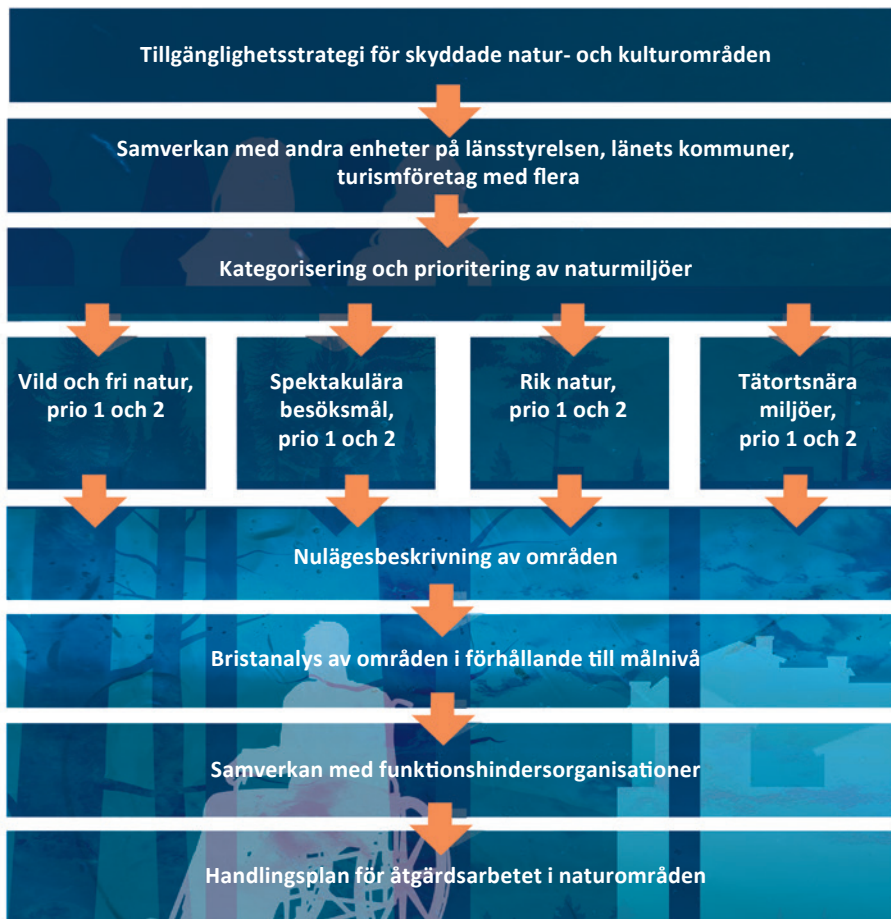 Tillgänglighetsstrategi för skyddade natur- och kulturområden
Samverkan med andra enheter på länsstyrelsen, länets kommuner,
turismföretag med flera
Kategorisering och prioritering av naturmiljöer
Vild och fri natur,
prio 1 och 2
Spektakulära
besöksmål,
prio 1 och 2
Rik natur,
prio 1 och 2
Tätortsnära
miljöer,
prio 1 och 2
Nulägesbeskrivning av områden
Bristanalys av områden i förhållande till målnivå
Samverkan med funktionshindersorganisationer
Handlingsplan för åtgärdsarbetet i naturområden